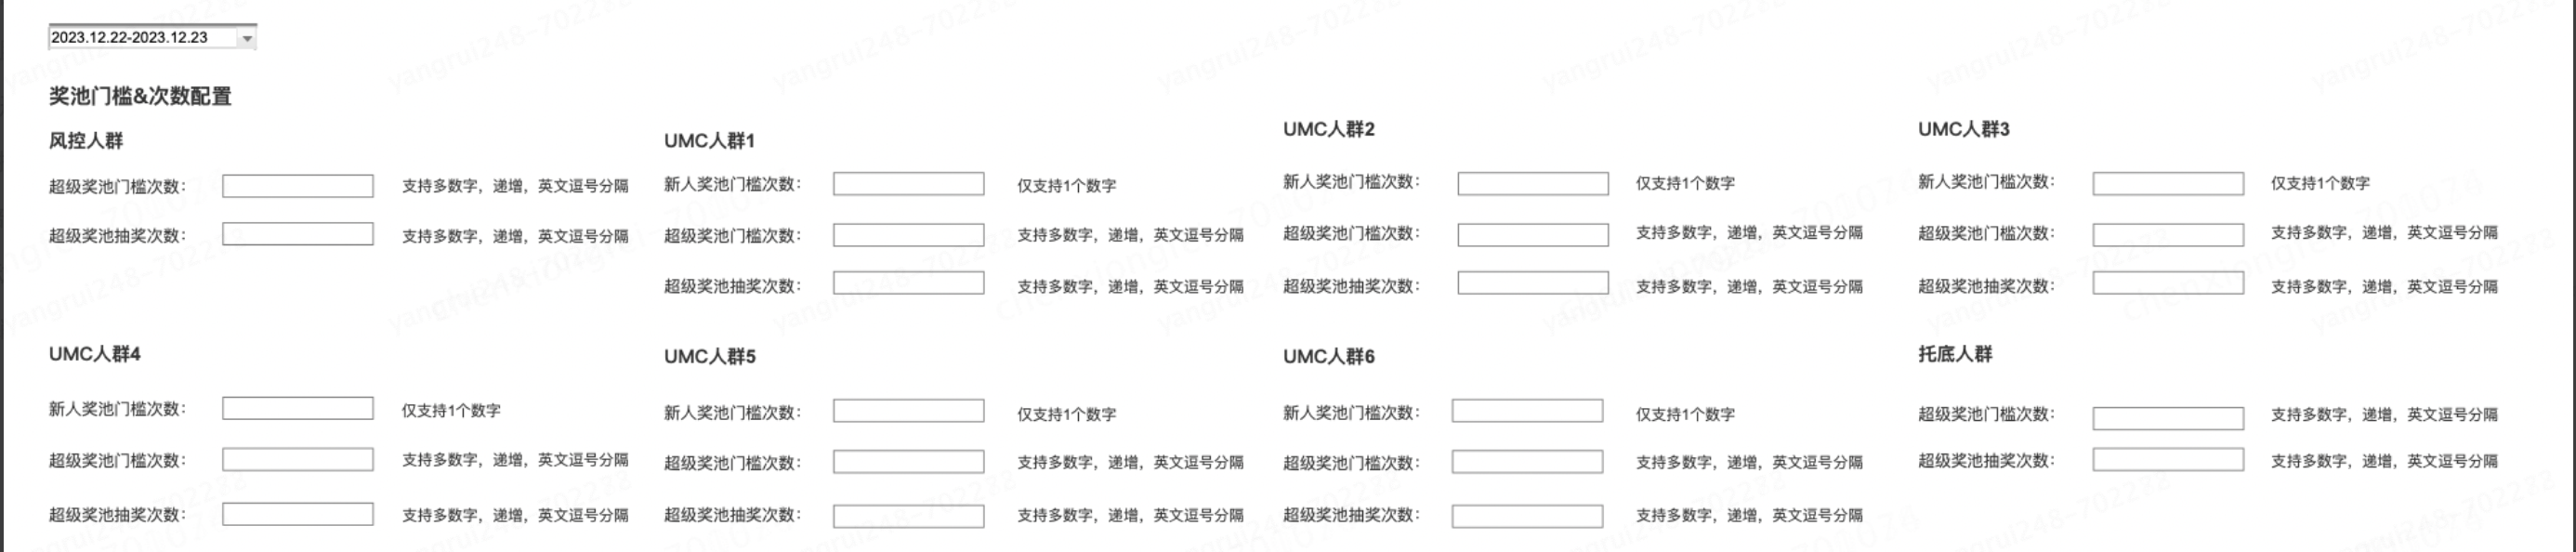 2023.12.22-2023.12.23
奖池门槛&次数配置
风控人群
超级奖池门槛次数：
支持多数字，递增，英文逗号分隔
超级奖池抽奖次数：
支持多数字，递增，英文逗号分隔
UMC人群1
新人奖池门槛次数：
仅支持1个数字
超级奖池门槛次数：
支持多数字，递增，英文逗号分隔
超级奖池抽奖次数：
支持多数字，递增，英文逗号分隔
UMC人群2
新人奖池门槛次数：
仅支持1个数字
超级奖池门槛次数：
支持多数字，递增，英文逗号分隔
超级奖池抽奖次数：
支持多数字，递增，英文逗号分隔
UMC人群3
新人奖池门槛次数：
仅支持1个数字
超级奖池门槛次数：
支持多数字，递增，英文逗号分隔
超级奖池抽奖次数：
支持多数字，递增，英文逗号分隔
UMC人群4
新人奖池门槛次数：
仅支持1个数字
超级奖池门槛次数：
支持多数字，递增，英文逗号分隔
超级奖池抽奖次数：
支持多数字，递增，英文逗号分隔
UMC人群5
新人奖池门槛次数：
仅支持1个数字
超级奖池门槛次数：
支持多数字，递增，英文逗号分隔
超级奖池抽奖次数：
支持多数字，递增，英文逗号分隔
UMC人群6
新人奖池门槛次数：
仅支持1个数字
超级奖池门槛次数：
支持多数字，递增，英文逗号分隔
超级奖池抽奖次数：
支持多数字，递增，英文逗号分隔
托底人群
超级奖池门槛次数：
支持多数字，递增，英文逗号分隔
超级奖池抽奖次数：
支持多数字，递增，英文逗号分隔